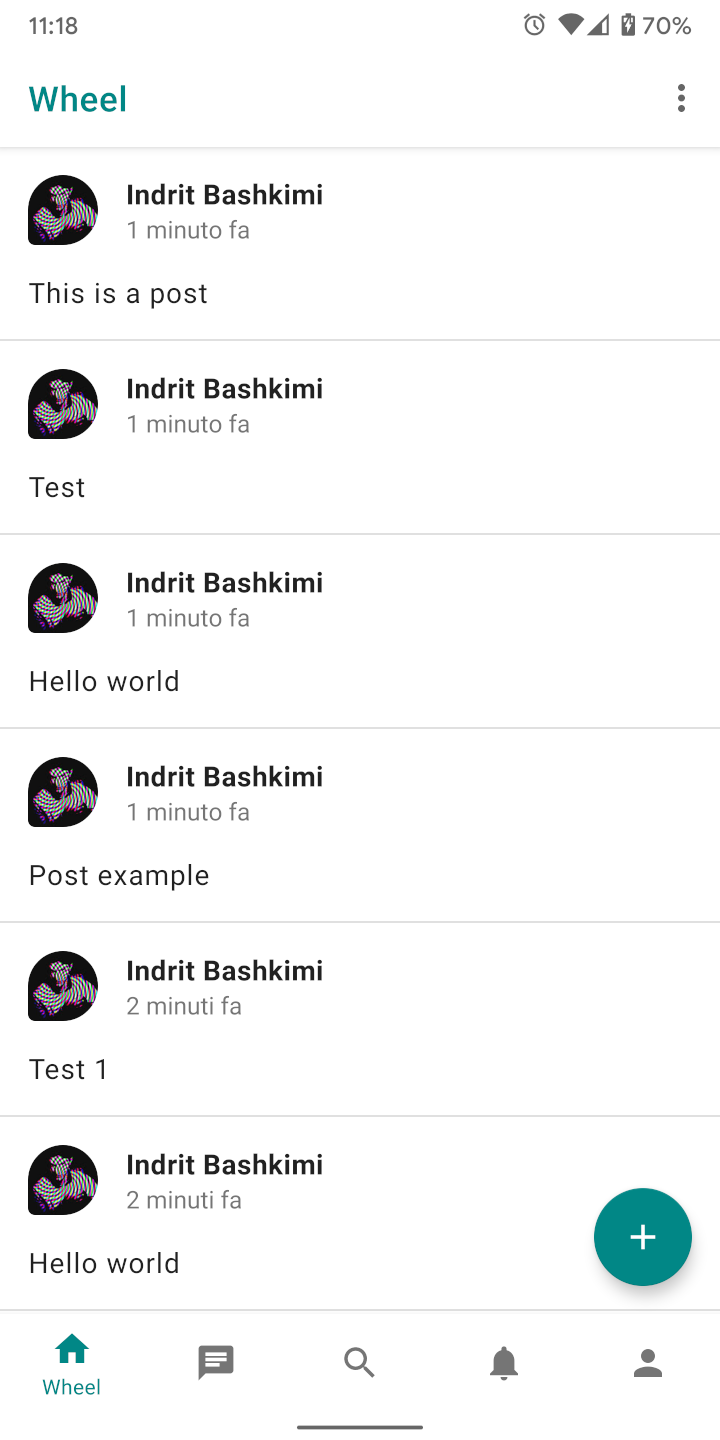 11:18
70%
Wheel
Indrit Bashkimi
1 minuto fa
This is a post
Indrit Bashkimi
1 minuto fa
Test
Indrit Bashkimi
1 minuto fa
Hello world
Indrit Bashkimi
1 minuto fa
Post example
Indrit Bashkimi
2 minuti fa
Test 1
Indrit Bashkimi
2 minuti fa
Hello world
Wheel